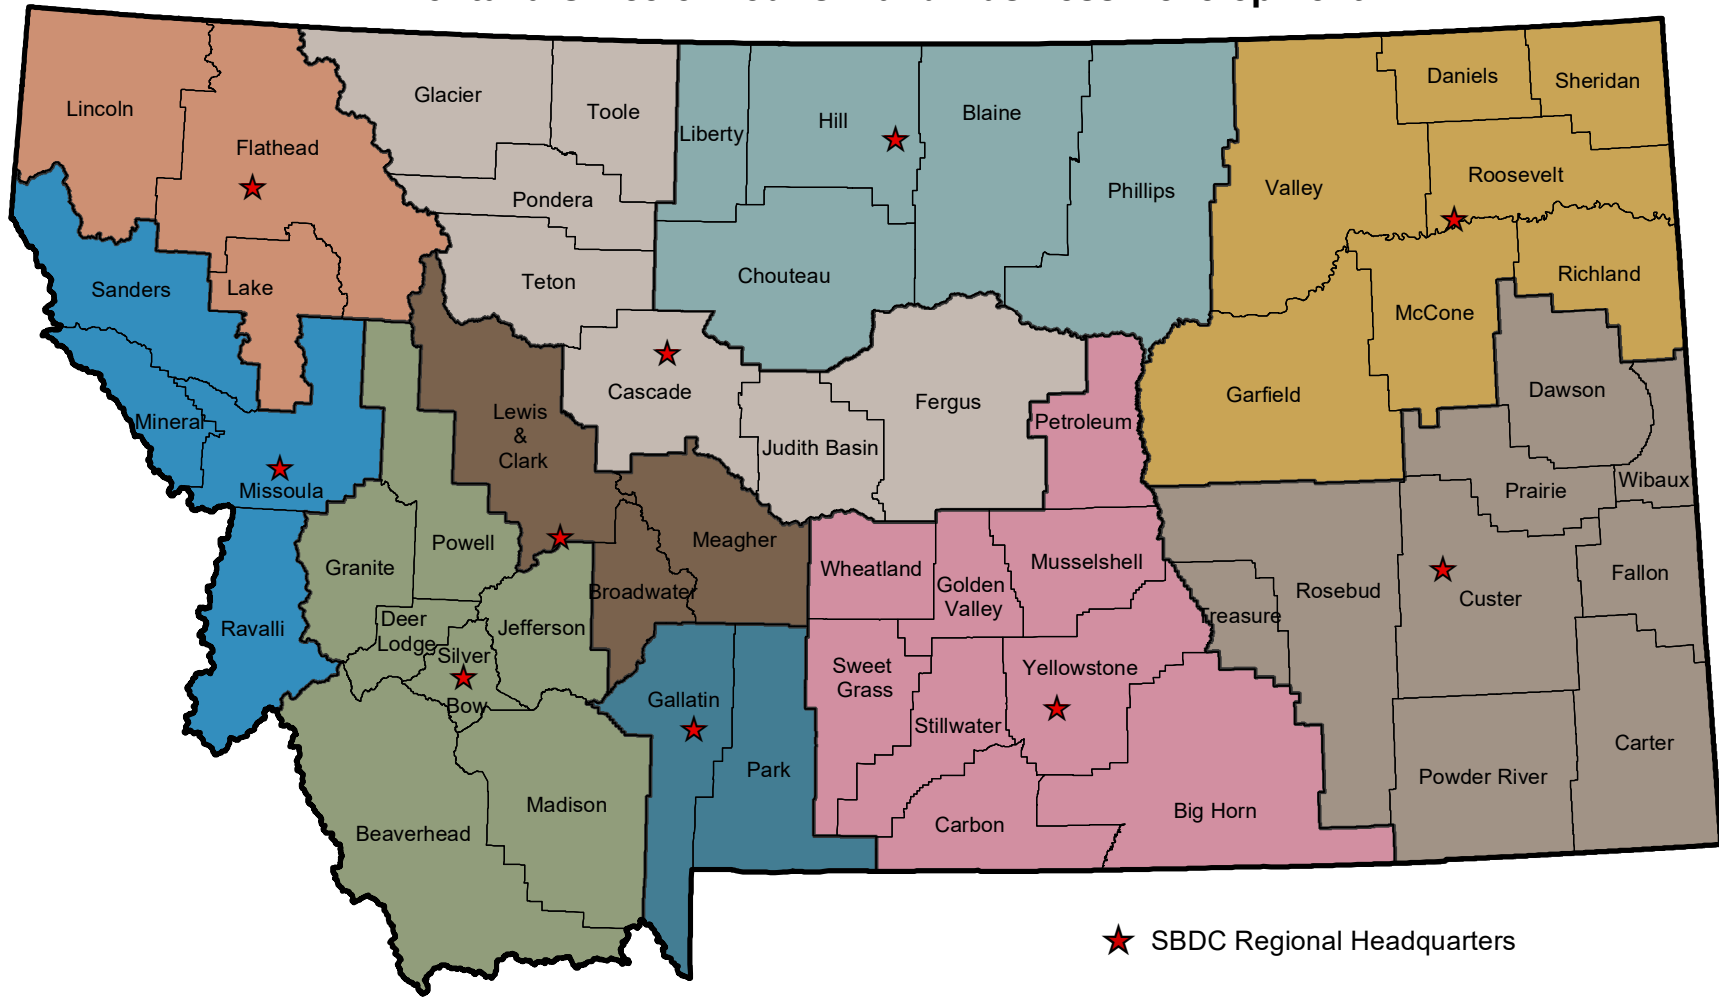 Lincoln
Flathead
Glacier
Toole
Liberty
Hill
Blaine
Phillips
Valley
Daniels
Sheridan
Roosevelt
Pondera
Teton
Chouteau
Sanders
Lake
Richland
McCone
Garfield
Dawson
Mineral
Missoula
Lewis
&
Clark
Cascade
Judith Basin
Fergus
Petroleum
Prairie
Wibaux
Powell
Granite
Meagher
Broadwater
Wheatland
Golden
Valley
Musselshell
Treasure
Rosebud
Custer
Fallon
Ravalli
Deer
Lodge
Silver
Bow
Jefferson
Gallatin
Park
Sweet
Grass
Stillwater
Yellowstone
Carbon
Big Horn
Powder River
Carter
Beaverhead
Madison
SBDC Regional Headquarters